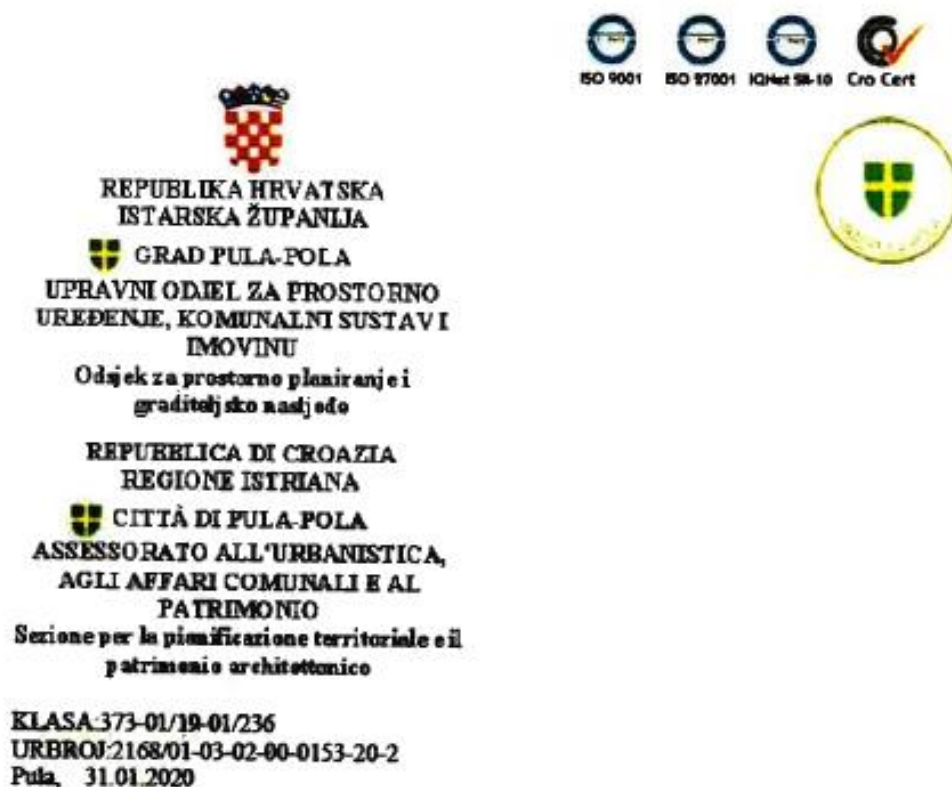 ISO 9001 ISO 27001 IQNet SR-10 Cro Cert
REPUBLIKA HRVATSKA
ISTARSKA ŽUPANIJA
GRAD PULA-POLA
UPRAVNI ODJEL ZA PROSTORNO
UREĐENJE, KOMUNALNI SUSTAV I
IMOVINU
Odsjek za prostorno planiranje i
graditeljsko nasljeđe
REPUBBLICA DI CROAZIA
REGIONE ISTRIANA
CITTÀ DI PULA-POLA
ASSESSORATO ALL'URBANISTICA,
AGLI AFFARI COMUNALI E AL
PATRIMONIO
Sezione per la pianificazione territoriale e il
patrimonio architettonico
KLASA:373-01/19-01/236
URBROJ:2168/01-03-02-00-0153-20-2
Pula, 31.01.2020